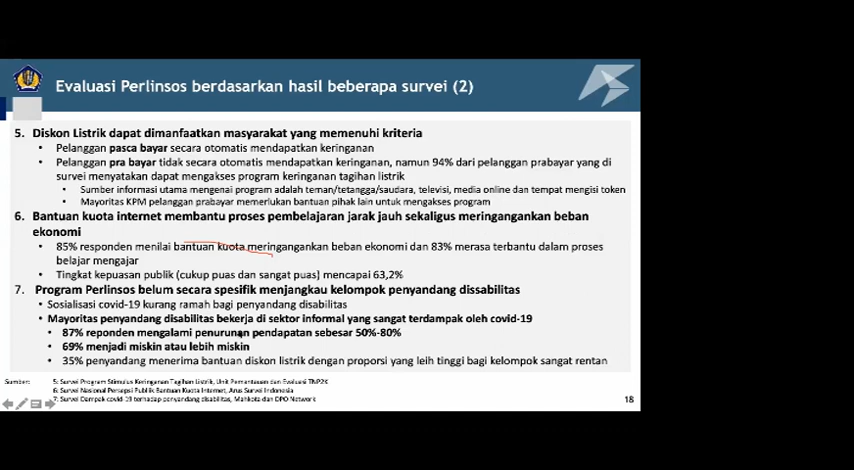 Evaluasi Perlinsos berdasarkan hasil beberapa survei (2)
5. Diskon Listrik dapat dimanfaatkan masyarakat yang memenuhi kriteria
• Pelanggan pasca bayar secara otomatis mendapatkan keringanan
• Pelanggan pra bayar tidak secara otomatis mendapatkan keringanan, namun 94% dari pelanggan prabayar yang di
survei menyatakan dapat mengakses program keringanan tagihan listrik
• Sumber informasi utama mengenai program adalah teman/tetangga/saudara, televisi, media online dan tempat mengisi token
• Mayoritas KPM pelanggan prabayar memerlukan bantuan pihak lain untuk mengakses program
6. Bantuan kuota internet membantu proses pembelajaran jarak jauh sekaligus meringangankan beban
ekonomi
• 85% responden menilai bantuan kuota meringangankan beban ekonomi dan 83% merasa terbantu dalam proses
belajar mengajar
• Tingkat kepuasan publik (cukup puas dan sangat puas) mencapai 63,2%
7. Program Perlinsos belum secara spesifik menjangkau kelompok penyandang dissabilitas
• Sosialisasi covid-19 kurang ramah bagi penyandang disabilitas
• Mayoritas penyandang disabilitas bekerja di sektor informal yang sangat terdampak oleh covid-19
• 87% reponden mengalami penurunan pendapatan sebesar 50%-80%
• 69% menjadi miskin atau lebih miskin
• 35% penyandang menerima bantuan diskon listrik dengan proporsi yang leih tinggi bagi kelompok sangat rentan
Sumber: 5: Survei Program Stimulus Keringanan Tagihan Listrik, Unit Pemantauan dan Evaluasi TNP2K
6: Survei Nasional Persepsi Publik Bantuan Kuota Internet, Arus Survei Indonesia
7: Survei Dampak covid-19 terhadap penyandang disabilitas, Mahkota dan DPO Network
18